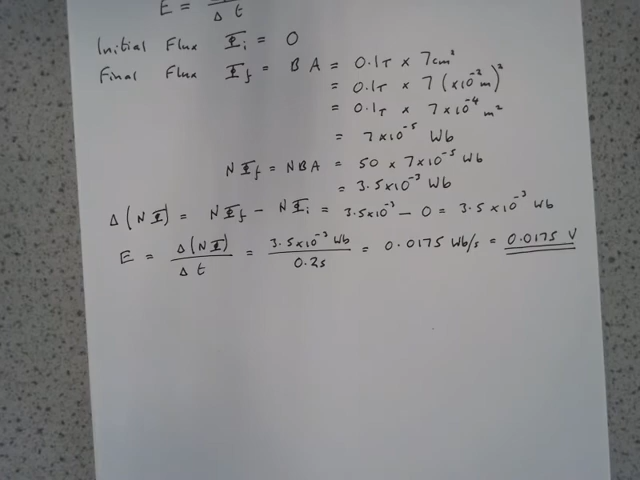 E = / Δ t
Initial Flux Φi = 0
Final Flux Φf = BA = 0.1T × 7cm²
= 0.1T × 7 (×10⁻² m)²
= 0.1T × 7×10⁻⁴ m²
= 7×10⁻⁵ Wb
NΦf = NBA = 50 × 7×10⁻⁵ Wb
= 3.5×10⁻³ Wb
Δ(NΦ) = NΦf - NΦi = 3.5×10⁻³ - 0 = 3.5×10⁻³ Wb
E = Δ(NΦ) / Δt = 3.5×10⁻³ Wb / 0.2s = 0.0175 Wb/s = 0.0175 V